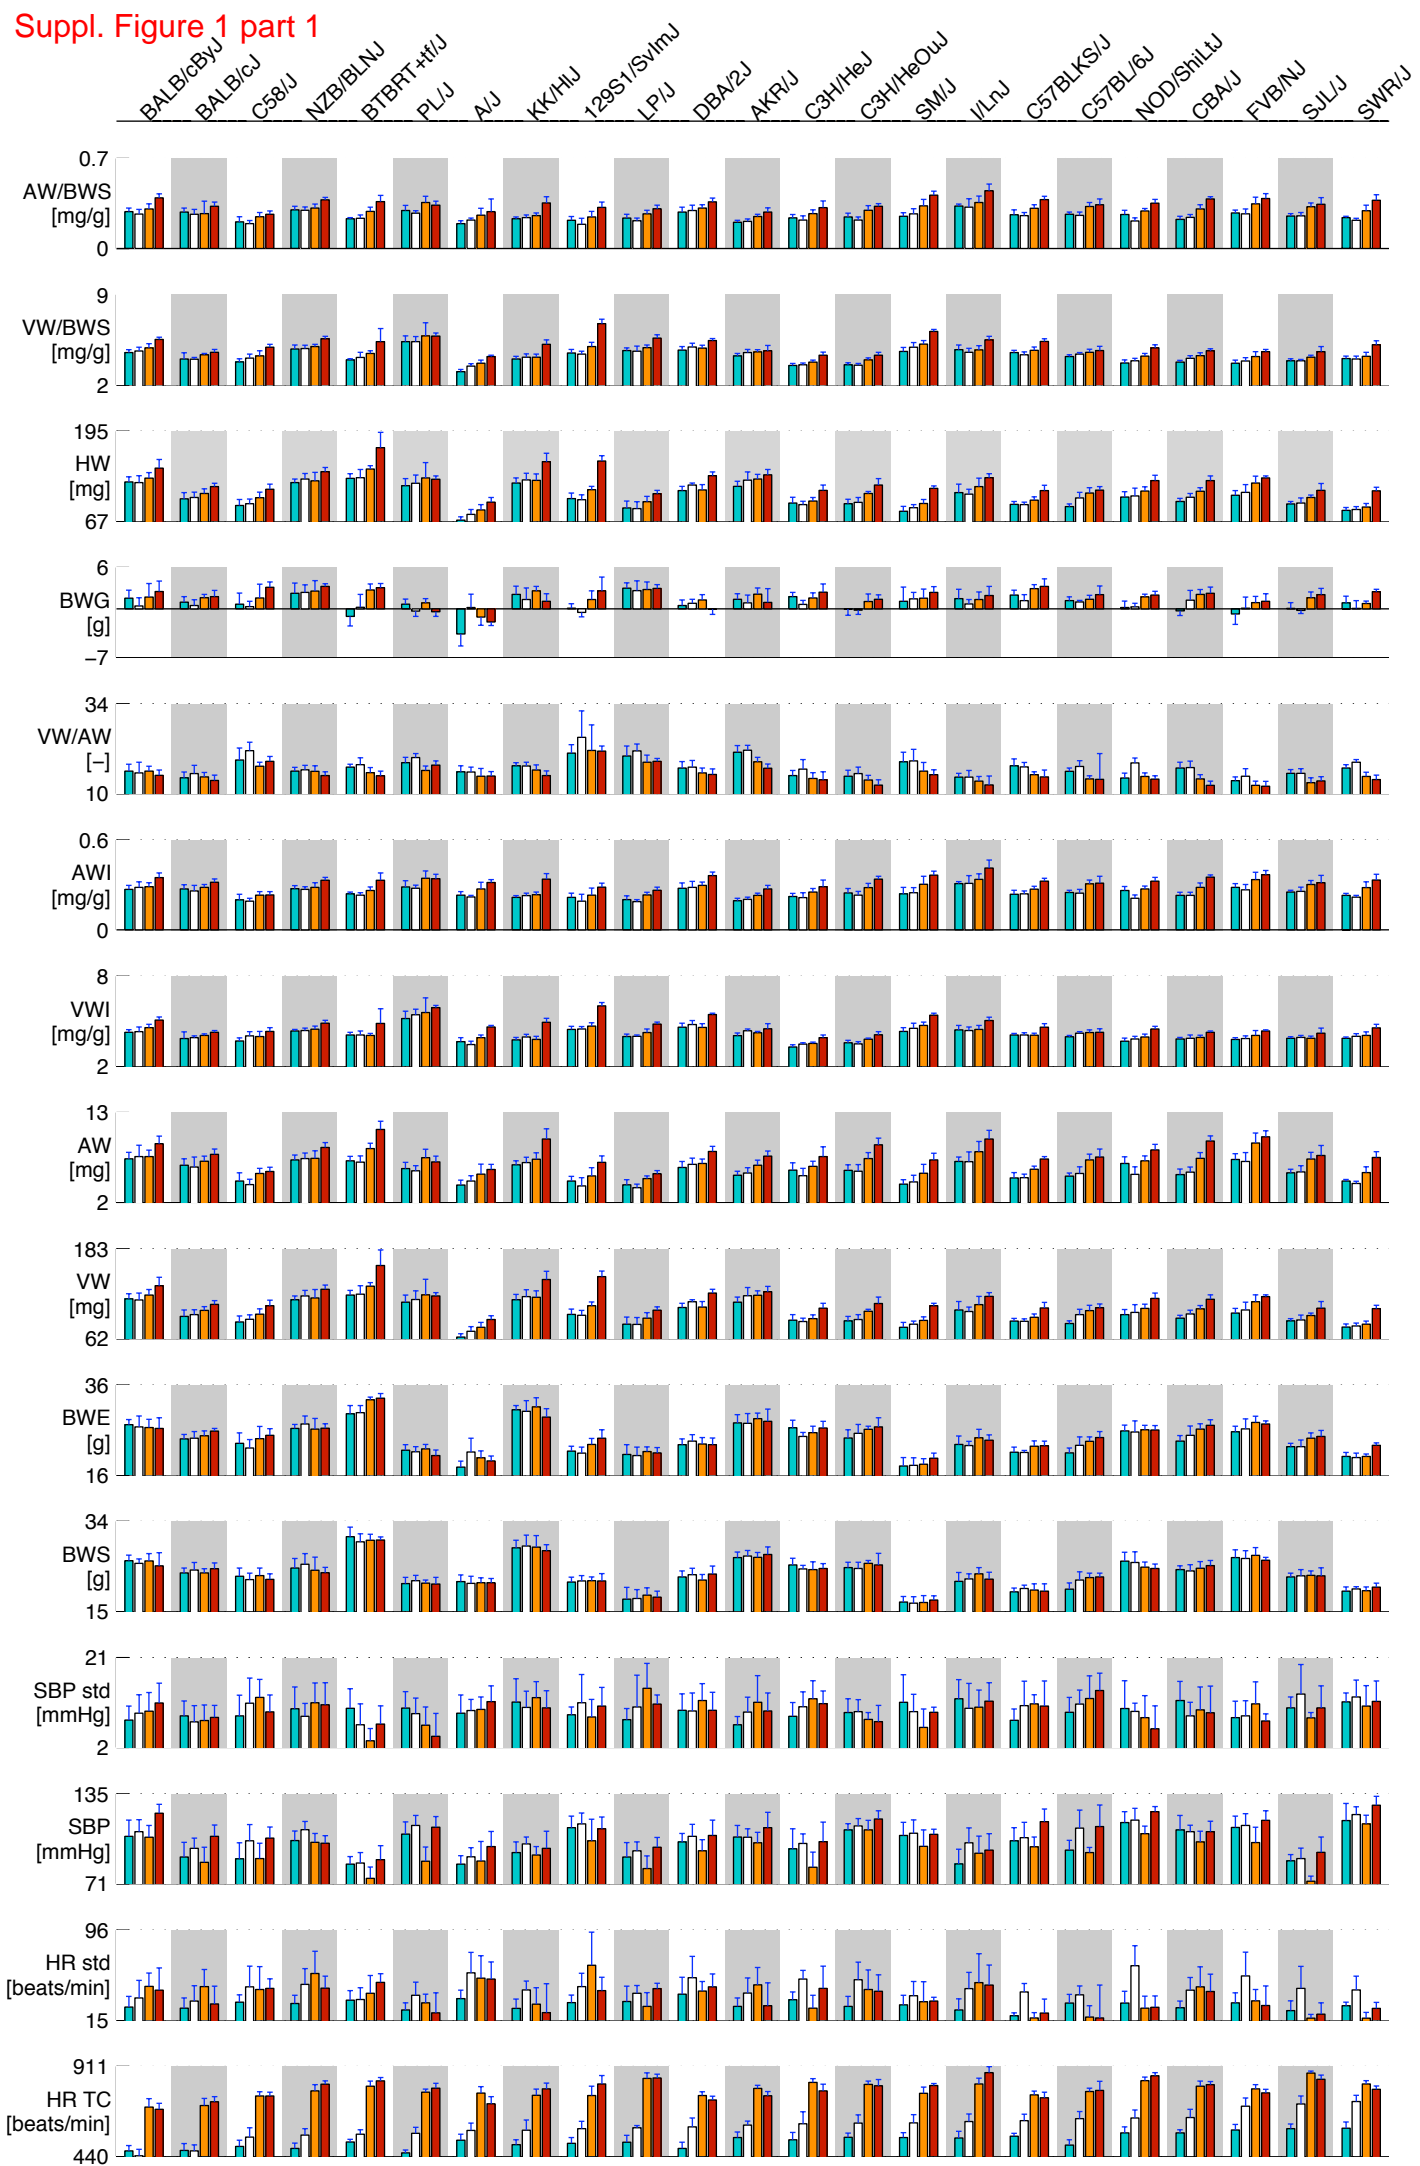 Suppl. Figure 1 part 1
BALB/cByJ
BALB/cJ
C58/J
NZB/BLNJ
BTBRT+tf/J
PL/J
A/J
KK/HIJ
129S1/SvImJ
LP/J
DBA/2J
AKR/J
C3H/HeJ
C3H/HeOuJ
SM/J
I/LnJ
C57BLKS/J
C57BL/6J
NOD/ShiLtJ
CBA/J
FVB/NJ
SJL/J
SWR/J
0.7
AW/BWS
[mg/g]
0
9
VW/BWS
[mg/g]
2
195
HW
[mg]
67
6
BWG
[g]
−7
34
VW/AW
[−]
10
0.6
AWI
[mg/g]
0
8
VWI
[mg/g]
2
13
AW
[mg]
2
183
VW
[mg]
62
36
BWE
[g]
16
34
BWS
[g]
15
21
SBP std
[mmHg]
2
135
SBP
[mmHg]
71
96
HR std
[beats/min]
15
911
HR TC
[beats/min]
440